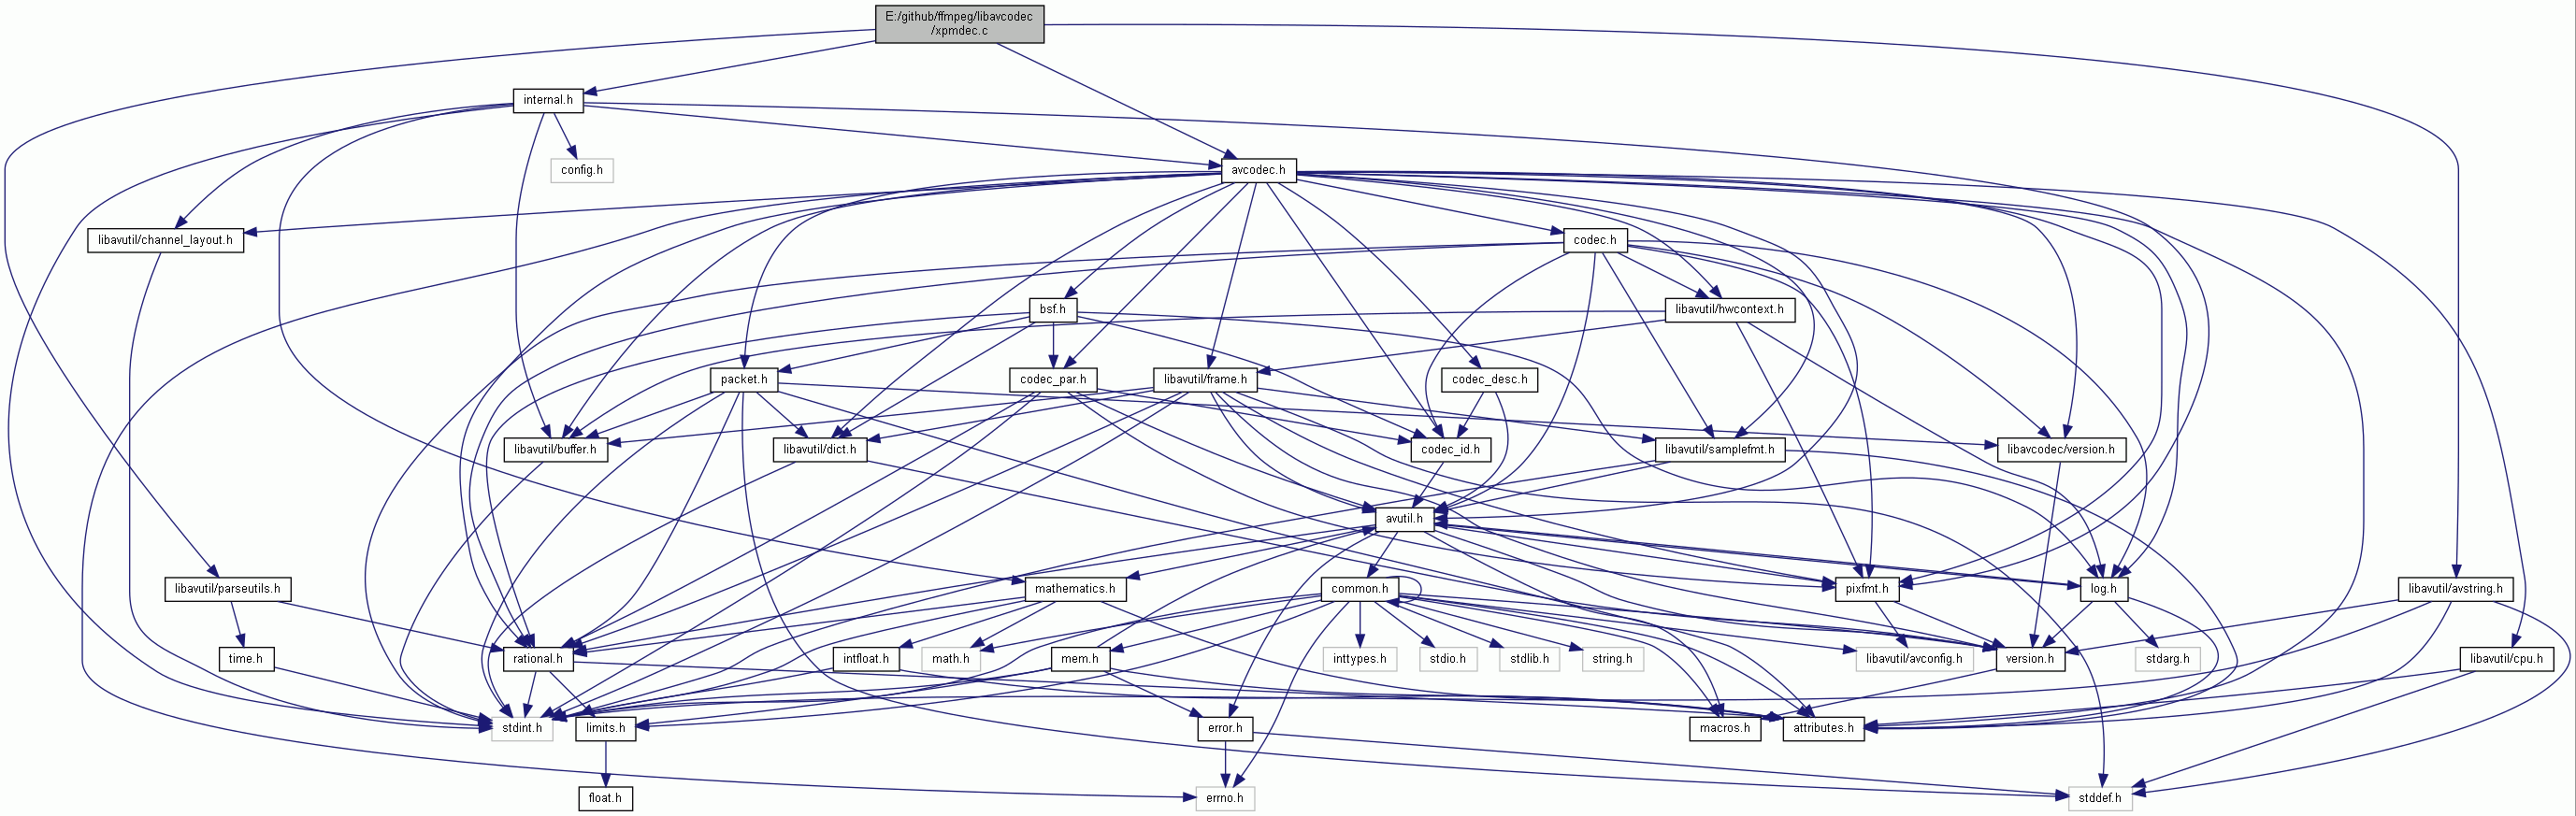 E:/github/ffmpeg/libavcodec
/xpmdec.c
internal.h
config.h
avcodec.h
libavutil/channel_layout.h
codec.h
bsf.h
libavutil/hwcontext.h
packet.h
codec_par.h
libavutil/frame.h
codec_desc.h
libavutil/buffer.h
libavutil/dict.h
codec_id.h
libavutil/samplefmt.h
libavcodec/version.h
avutil.h
libavutil/parseutils.h
mathematics.h
common.h
pixfmt.h
log.h
libavutil/avstring.h
time.h
rational.h
intfloat.h
math.h
mem.h
inttypes.h
stdio.h
stdlib.h
string.h
libavutil/avconfig.h
version.h
stdarg.h
libavutil/cpu.h
stdint.h
limits.h
error.h
macros.h
attributes.h
float.h
errno.h
stddef.h